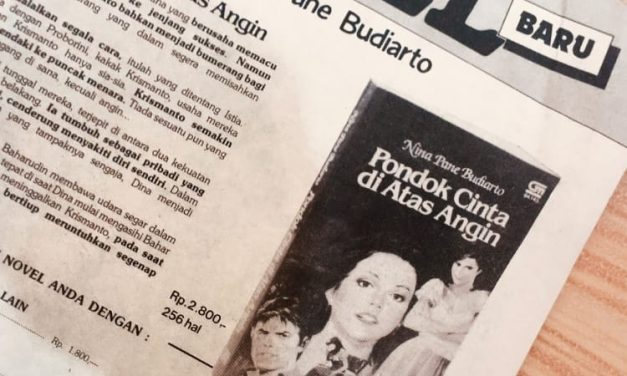 BARU
Pane Budiarto
Angin
yang berusaha memacu
ke jenjang sukses. Namun
bahkan menjadi bumerang bagi
yang dalam segera memisahkan
segala cara, itulah yang ditentang Istia.
dengan Proborini, kakak Krismanto, usaha mereka
Krismanto hanya sia-sia. Krismanto semakin
ke puncak menara. Tiada sesuatu pun yang
di sana, kecuali angin...
tunggal mereka, terjepit di antara dua kekuatan
belakang. Ia tumbuh sebagai pribadi yang
cenderung menyakiti diri sendiri. Dalam
yang tampaknya sengaja, Dina menjadi
Baharudin membawa udara segar dalam
tepat di saat Dina mulai mengasihi Bahar
meninggalkan Krismanto, pada saat
bertiup meruntuhkan segenap
Rp.2.800,-
256 hal
NOVEL ANDA DENGAN :
LAIN
Rp. 1.800,-
Nina Pane Budiarto
Pondok Cinta
di Atas Angin
GM